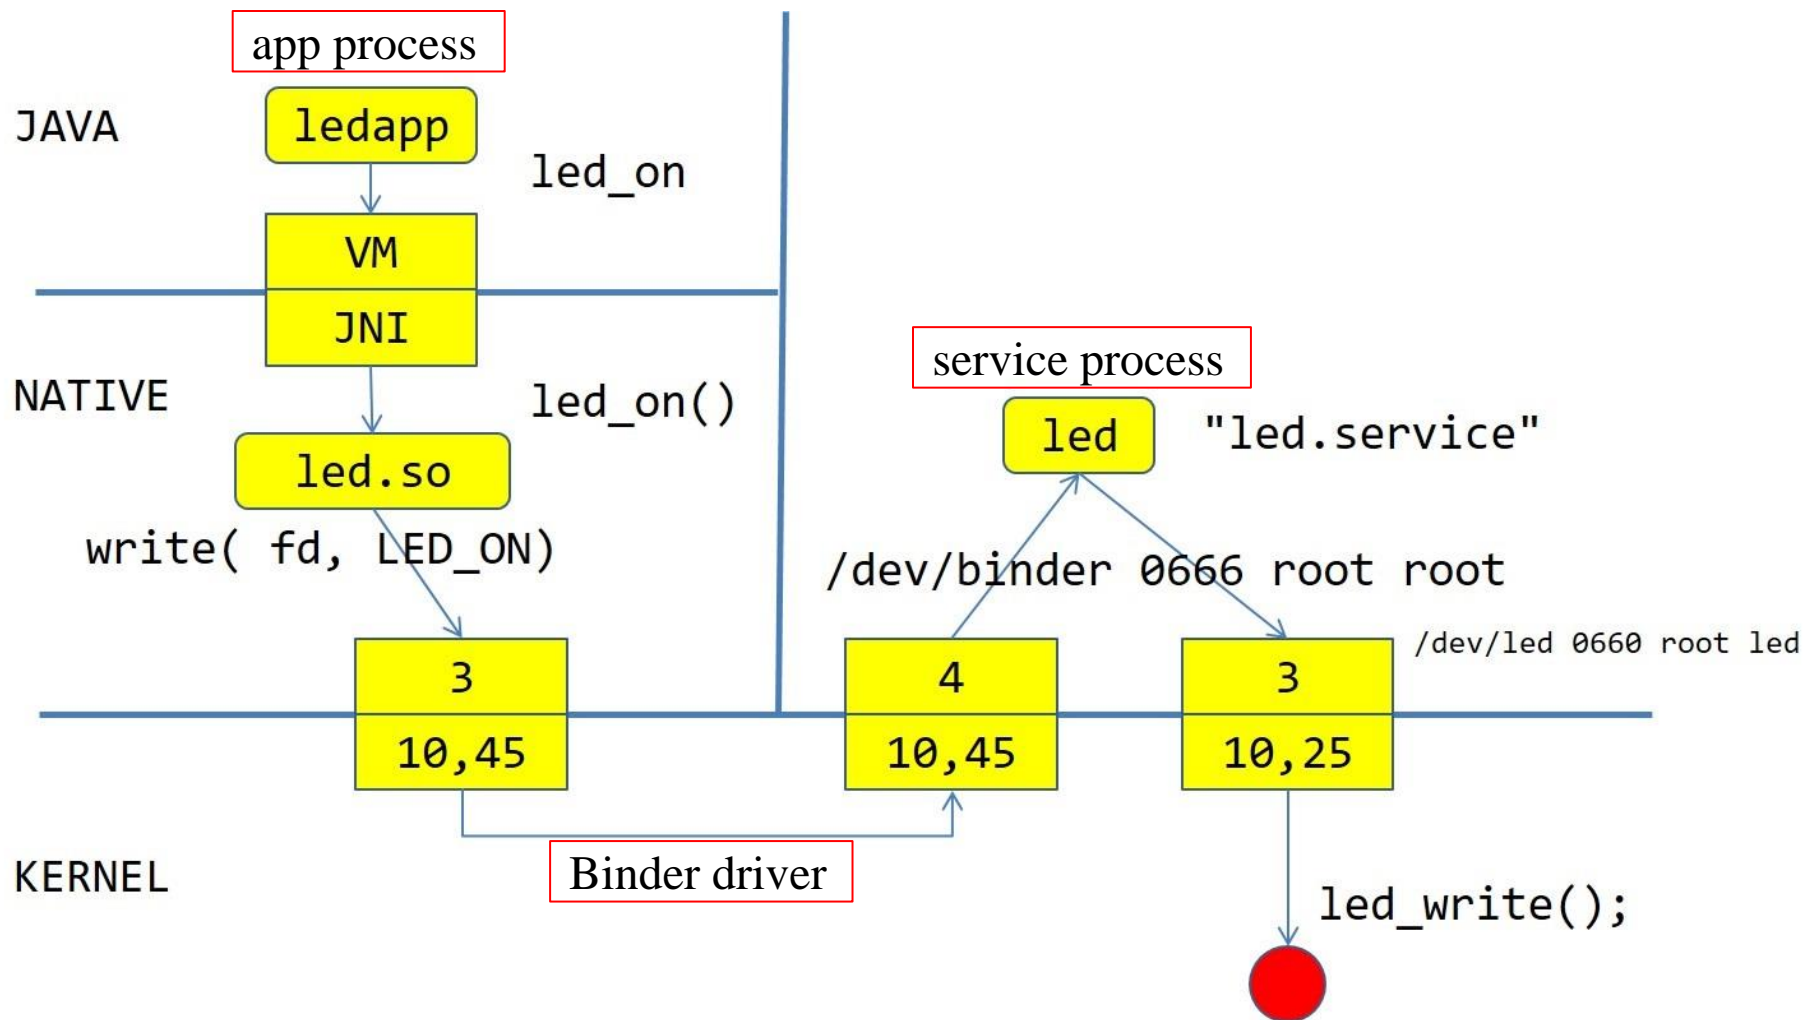 app process
JAVA
ledapp
led_on
VM
JNI
NATIVE
led_on()
led.so
write( fd, LED_ON)
service process
led
"led.service"
/dev/binder 0666 root root
/dev/led 0660 root led
3
4
3
10,45
10,45
10,25
Binder driver
KERNEL
led_write();